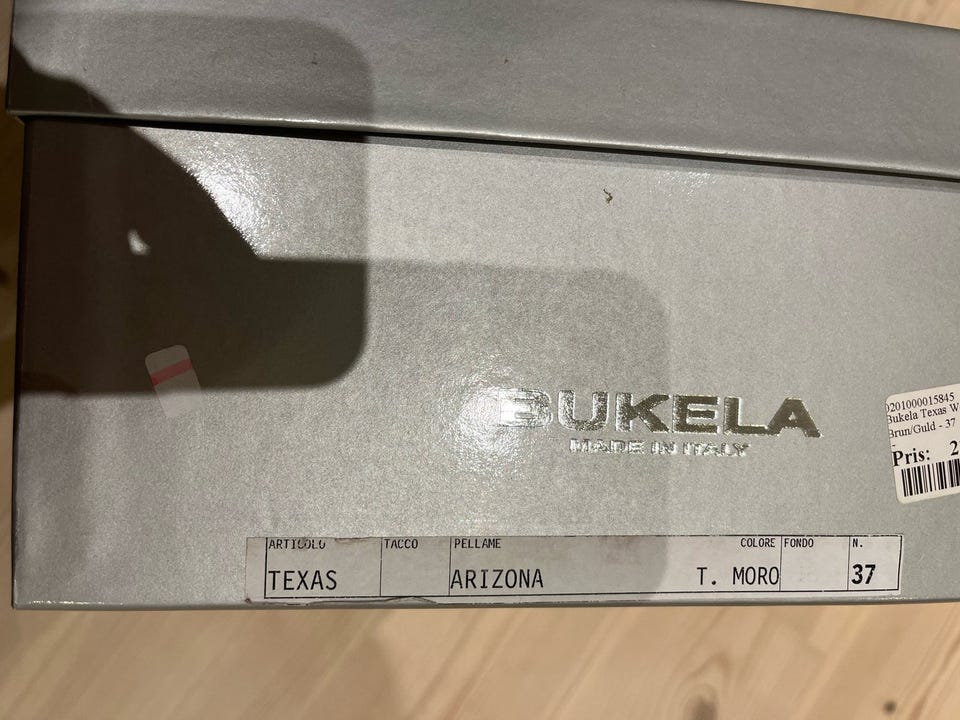 BUKELA
MADE IN ITALY
0201000015845
Bukela Texas W
Brun/Guld - 37
-
Pris: 2
ARTICOLO TACCO PELLAME COLORE FONDO N.
TEXAS ARIZONA T. MORO 37